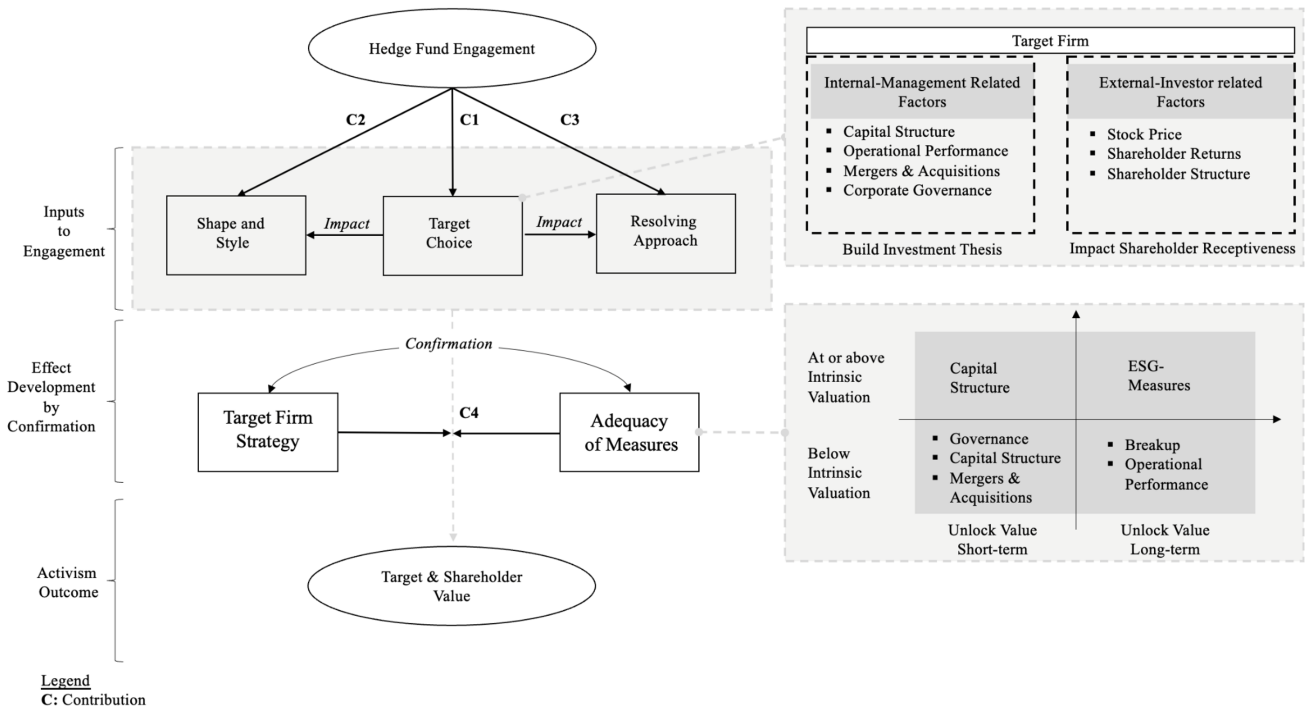 Hedge Fund Engagement
C2
C1
C3
Inputs
to
Engagement
Shape and
Style
Impact
Target
Choice
Impact
Resolving
Approach
Target Firm
Internal-Management Related
Factors
▪ Capital Structure
▪ Operational Performance
▪ Mergers & Acquisitions
▪ Corporate Governance
Build Investment Thesis
External-Investor related
Factors
▪ Stock Price
▪ Shareholder Returns
▪ Shareholder Structure
Impact Shareholder Receptiveness
Effect
Development
by
Confirmation
Confirmation
Target Firm
Strategy
C4
Adequacy
of Measures
At or above
Intrinsic
Valuation
Capital
Structure
ESG-
Measures
Below
Intrinsic
Valuation
▪ Governance
▪ Capital Structure
▪ Mergers &
Acquisitions
▪ Breakup
▪ Operational
Performance
Unlock Value
Short-term
Unlock Value
Long-term
Activism
Outcome
Target & Shareholder
Value
Legend
C: Contribution